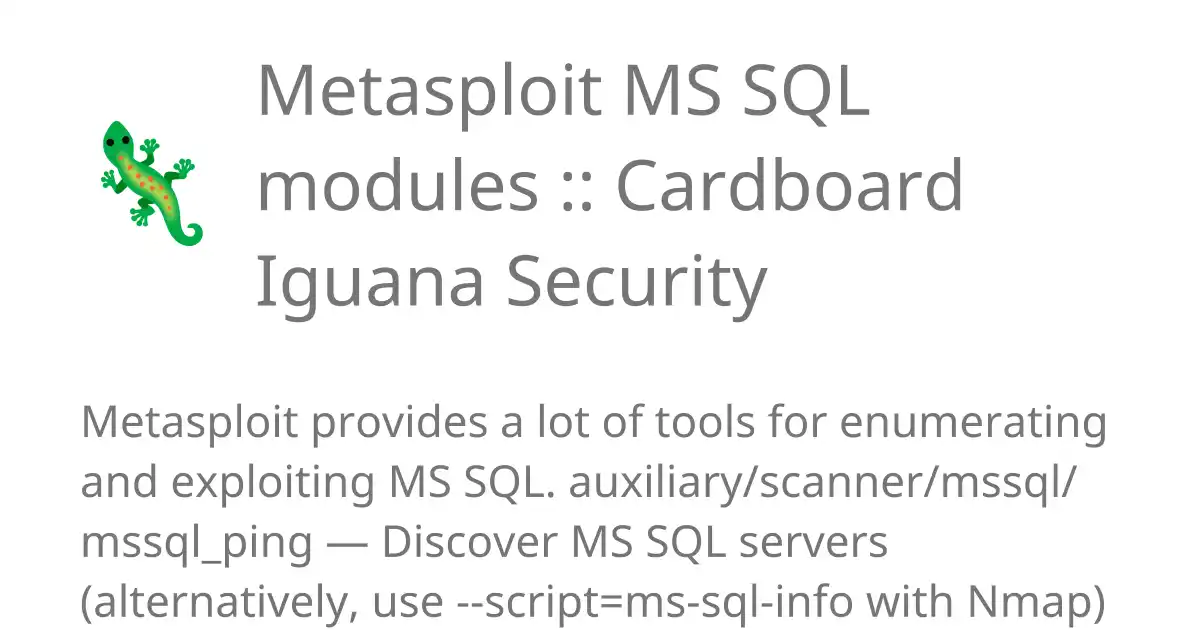 Metasploit MS SQL
modules :: Cardboard
Iguana Security
Metasploit provides a lot of tools for enumerating
and exploiting MS SQL. auxiliary/scanner/mssql/
mssql_ping — Discover MS SQL servers
(alternatively, use --script=ms-sql-info with Nmap)